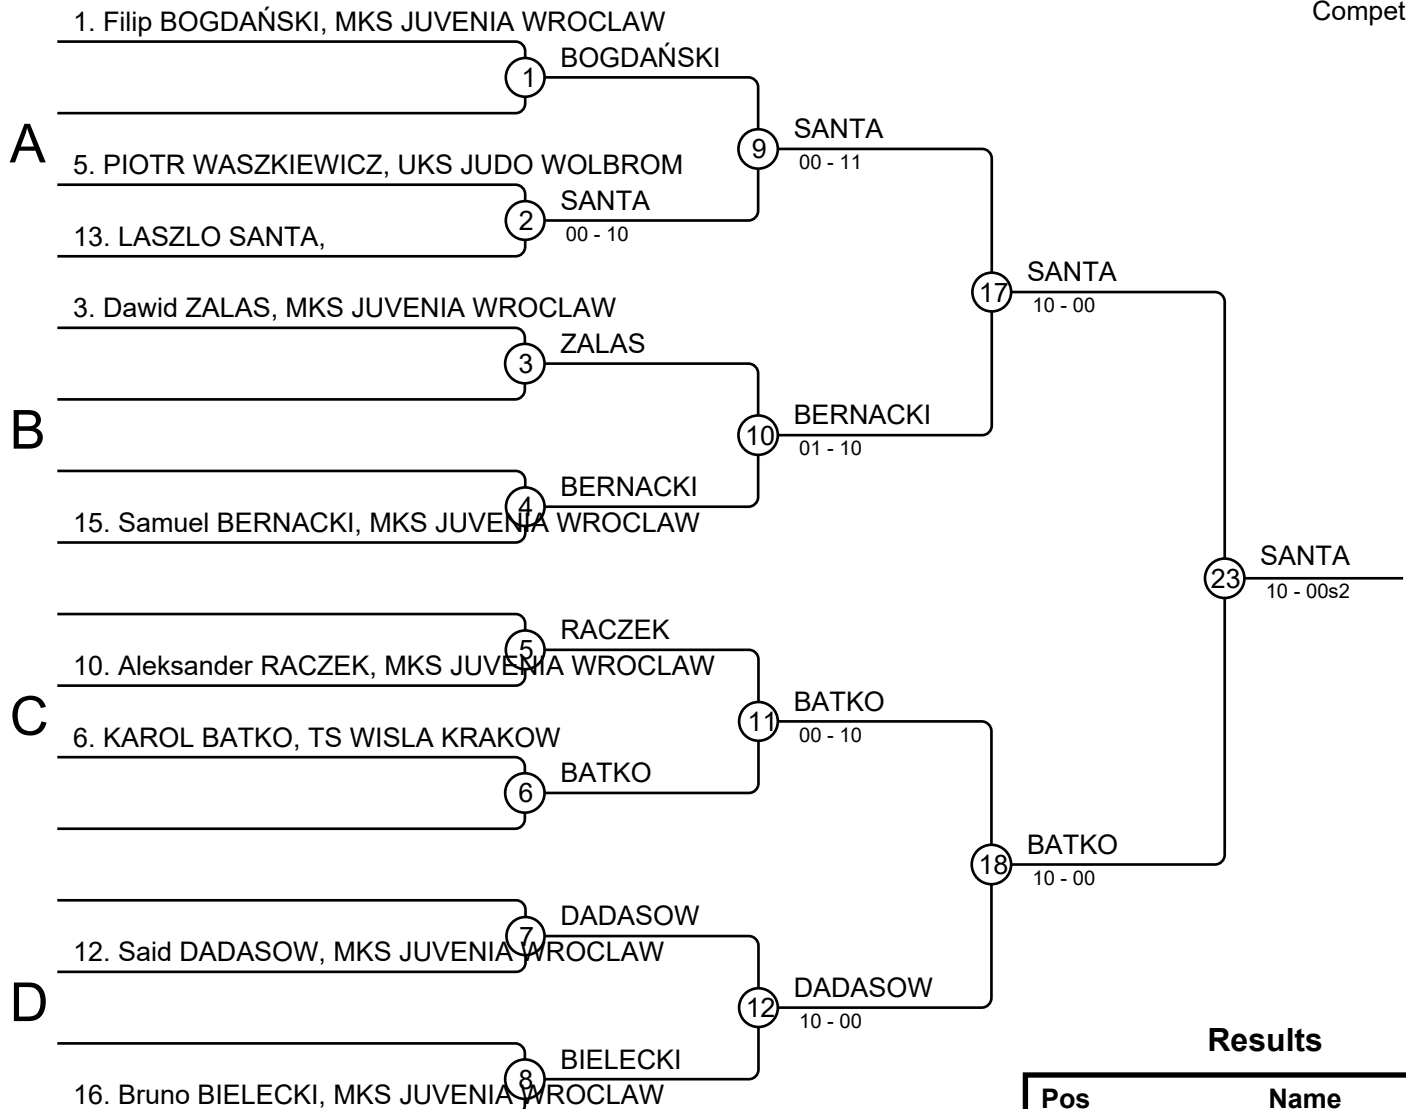 Compet
1. Filip BOGDAŃSKI, MKS JUVENIA WROCLAW
1
BOGDAŃSKI
A
9
SANTA
00 - 11
5. PIOTR WASZKIEWICZ, UKS JUDO WOLBROM
2
SANTA
00 - 10
13. LASZLO SANTA,
17
SANTA
10 - 00
3. Dawid ZALAS, MKS JUVENIA WROCLAW
3
ZALAS
B
10
BERNACKI
01 - 10
4
BERNACKI
15. Samuel BERNACKI, MKS JUVENIA WROCLAW
23
SANTA
10 - 00s2
5
RACZEK
10. Aleksander RACZEK, MKS JUVENIA WROCLAW
C
11
BATKO
00 - 10
6. KAROL BATKO, TS WISLA KRAKOW
6
BATKO
18
BATKO
10 - 00
7
DADASOW
12. Said DADASOW, MKS JUVENIA WROCLAW
D
12
DADASOW
10 - 00
8
BIELECKI
16. Bruno BIELECKI, MKS JUVENIA WROCLAW
Results
Pos Name